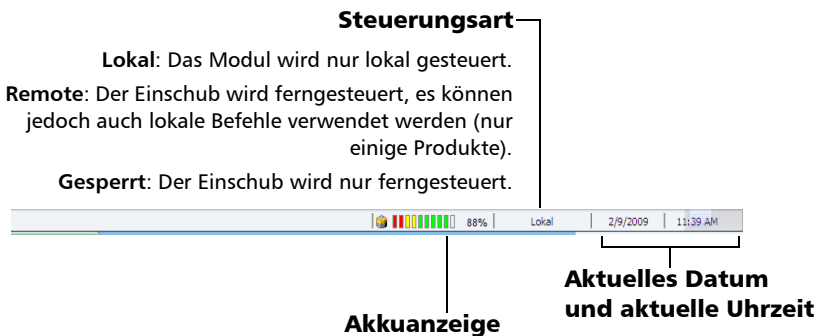 Steuerungsart
Lokal: Das Modul wird nur lokal gesteuert.
Remote: Der Einschub wird ferngesteuert, es können
jedoch auch lokale Befehle verwendet werden (nur
einige Produkte).
Gesperrt: Der Einschub wird nur ferngesteuert.
88% Lokal 2/9/2009 11:39 AM
Aktuelles Datum
und aktuelle Uhrzeit
Akkuanzeige